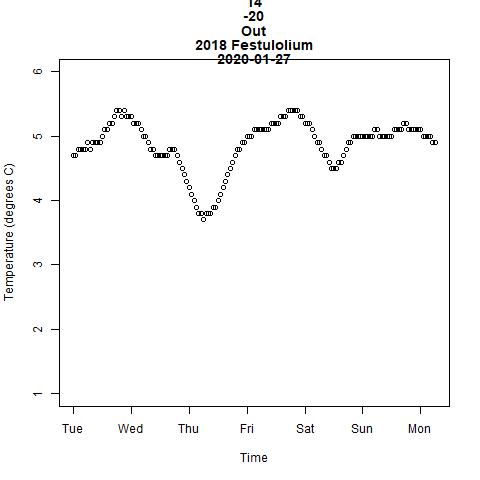 14
-20
Out
2018 Festulolium
2020-01-27
6
5
4
3
2
1
Temperature (degrees C)
Tue Wed Thu Fri Sat Sun Mon
Time